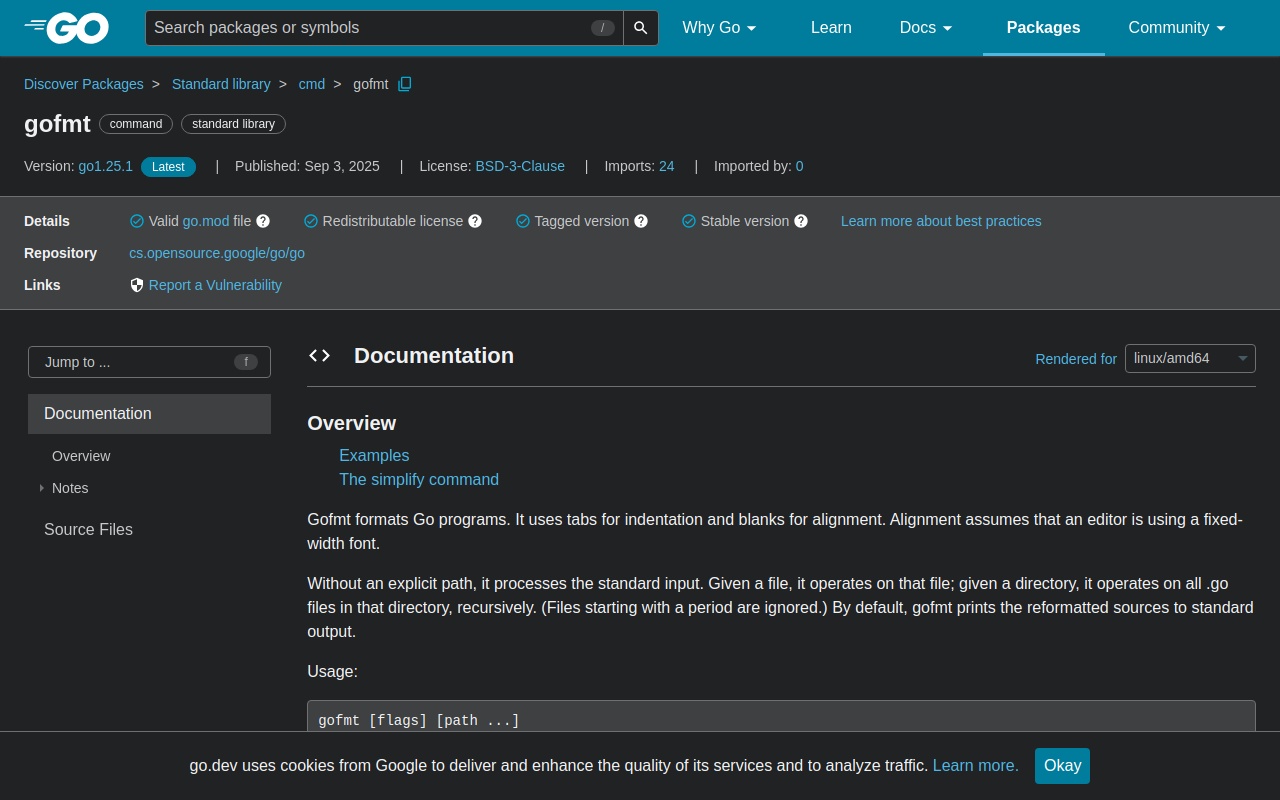 GO
Search packages or symbols
/
Why Go
Learn
Docs
Packages
Community
Discover Packages > Standard library > cmd > gofmt
gofmt command standard library
Version: go1.25.1 Latest | Published: Sep 3, 2025 | License: BSD-3-Clause | Imports: 24 | Imported by: 0
Details Valid go.mod file ? Redistributable license ? Tagged version ? Stable version ? Learn more about best practices
Repository cs.opensource.google/go/go
Links Report a Vulnerability
Jump to ... f
Documentation
Overview
Notes
Source Files
Documentation
Rendered for linux/amd64
Overview
Examples
The simplify command
Gofmt formats Go programs. It uses tabs for indentation and blanks for alignment. Alignment assumes that an editor is using a fixed-
width font.
Without an explicit path, it processes the standard input. Given a file, it operates on that file; given a directory, it operates on all .go
files in that directory, recursively. (Files starting with a period are ignored.) By default, gofmt prints the reformatted sources to standard
output.
Usage:
gofmt [flags] [path ...]
go.dev uses cookies from Google to deliver and enhance the quality of its services and to analyze traffic. Learn more. Okay